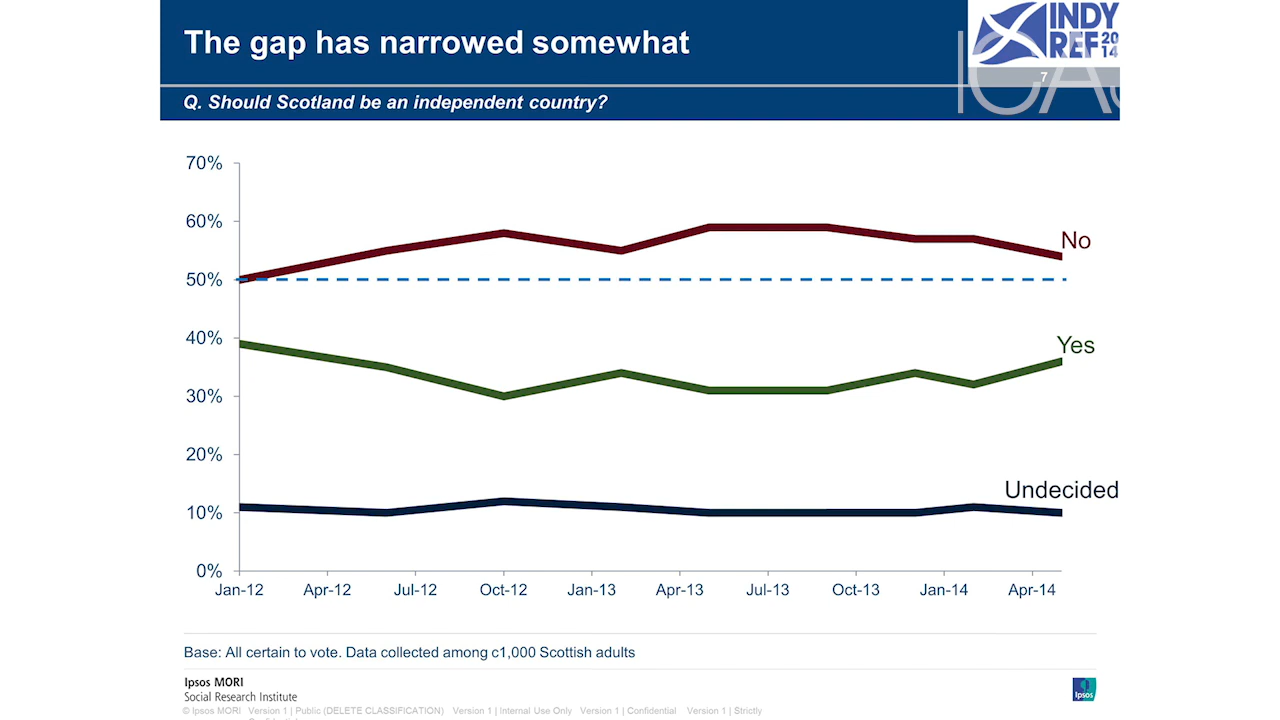 The gap has narrowed somewhat
INDY
REF 20
14
7
ICA
Q. Should Scotland be an independent country?
70%
60%
50%
40%
30%
20%
10%
0%
No
Yes
Undecided
Jan-12 Apr-12 Jul-12 Oct-12 Jan-13 Apr-13 Jul-13 Oct-13 Jan-14 Apr-14
Base: All certain to vote. Data collected among c1,000 Scottish adults
Ipsos MORI
Social Research Institute
Ipsos
© Ipsos MORI Version 1 | Public (DELETE CLASSIFICATION) Version 1 | Internal Use Only Version 1 | Confidential Version 1 | Strictly